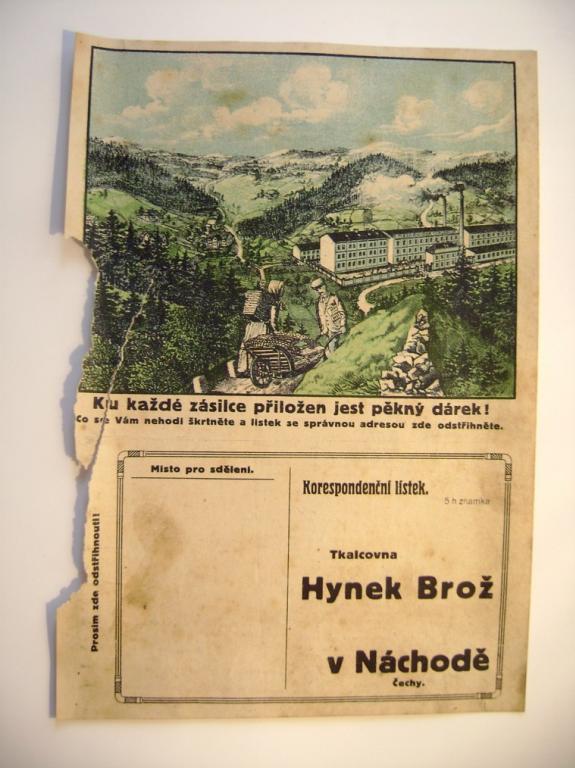 Ku každé zásilce přiložen jest pěkný dárek!
Co se Vám nehodí škrtněte a lístek se správnou adresou zde odstřihněte.
Prosím zde odstřihnouti!
Místo pro sdělení.
Korespondenční lístek.
5 h známka
Tkalcovna
Hynek Brož
v Náchodě
Čechy.